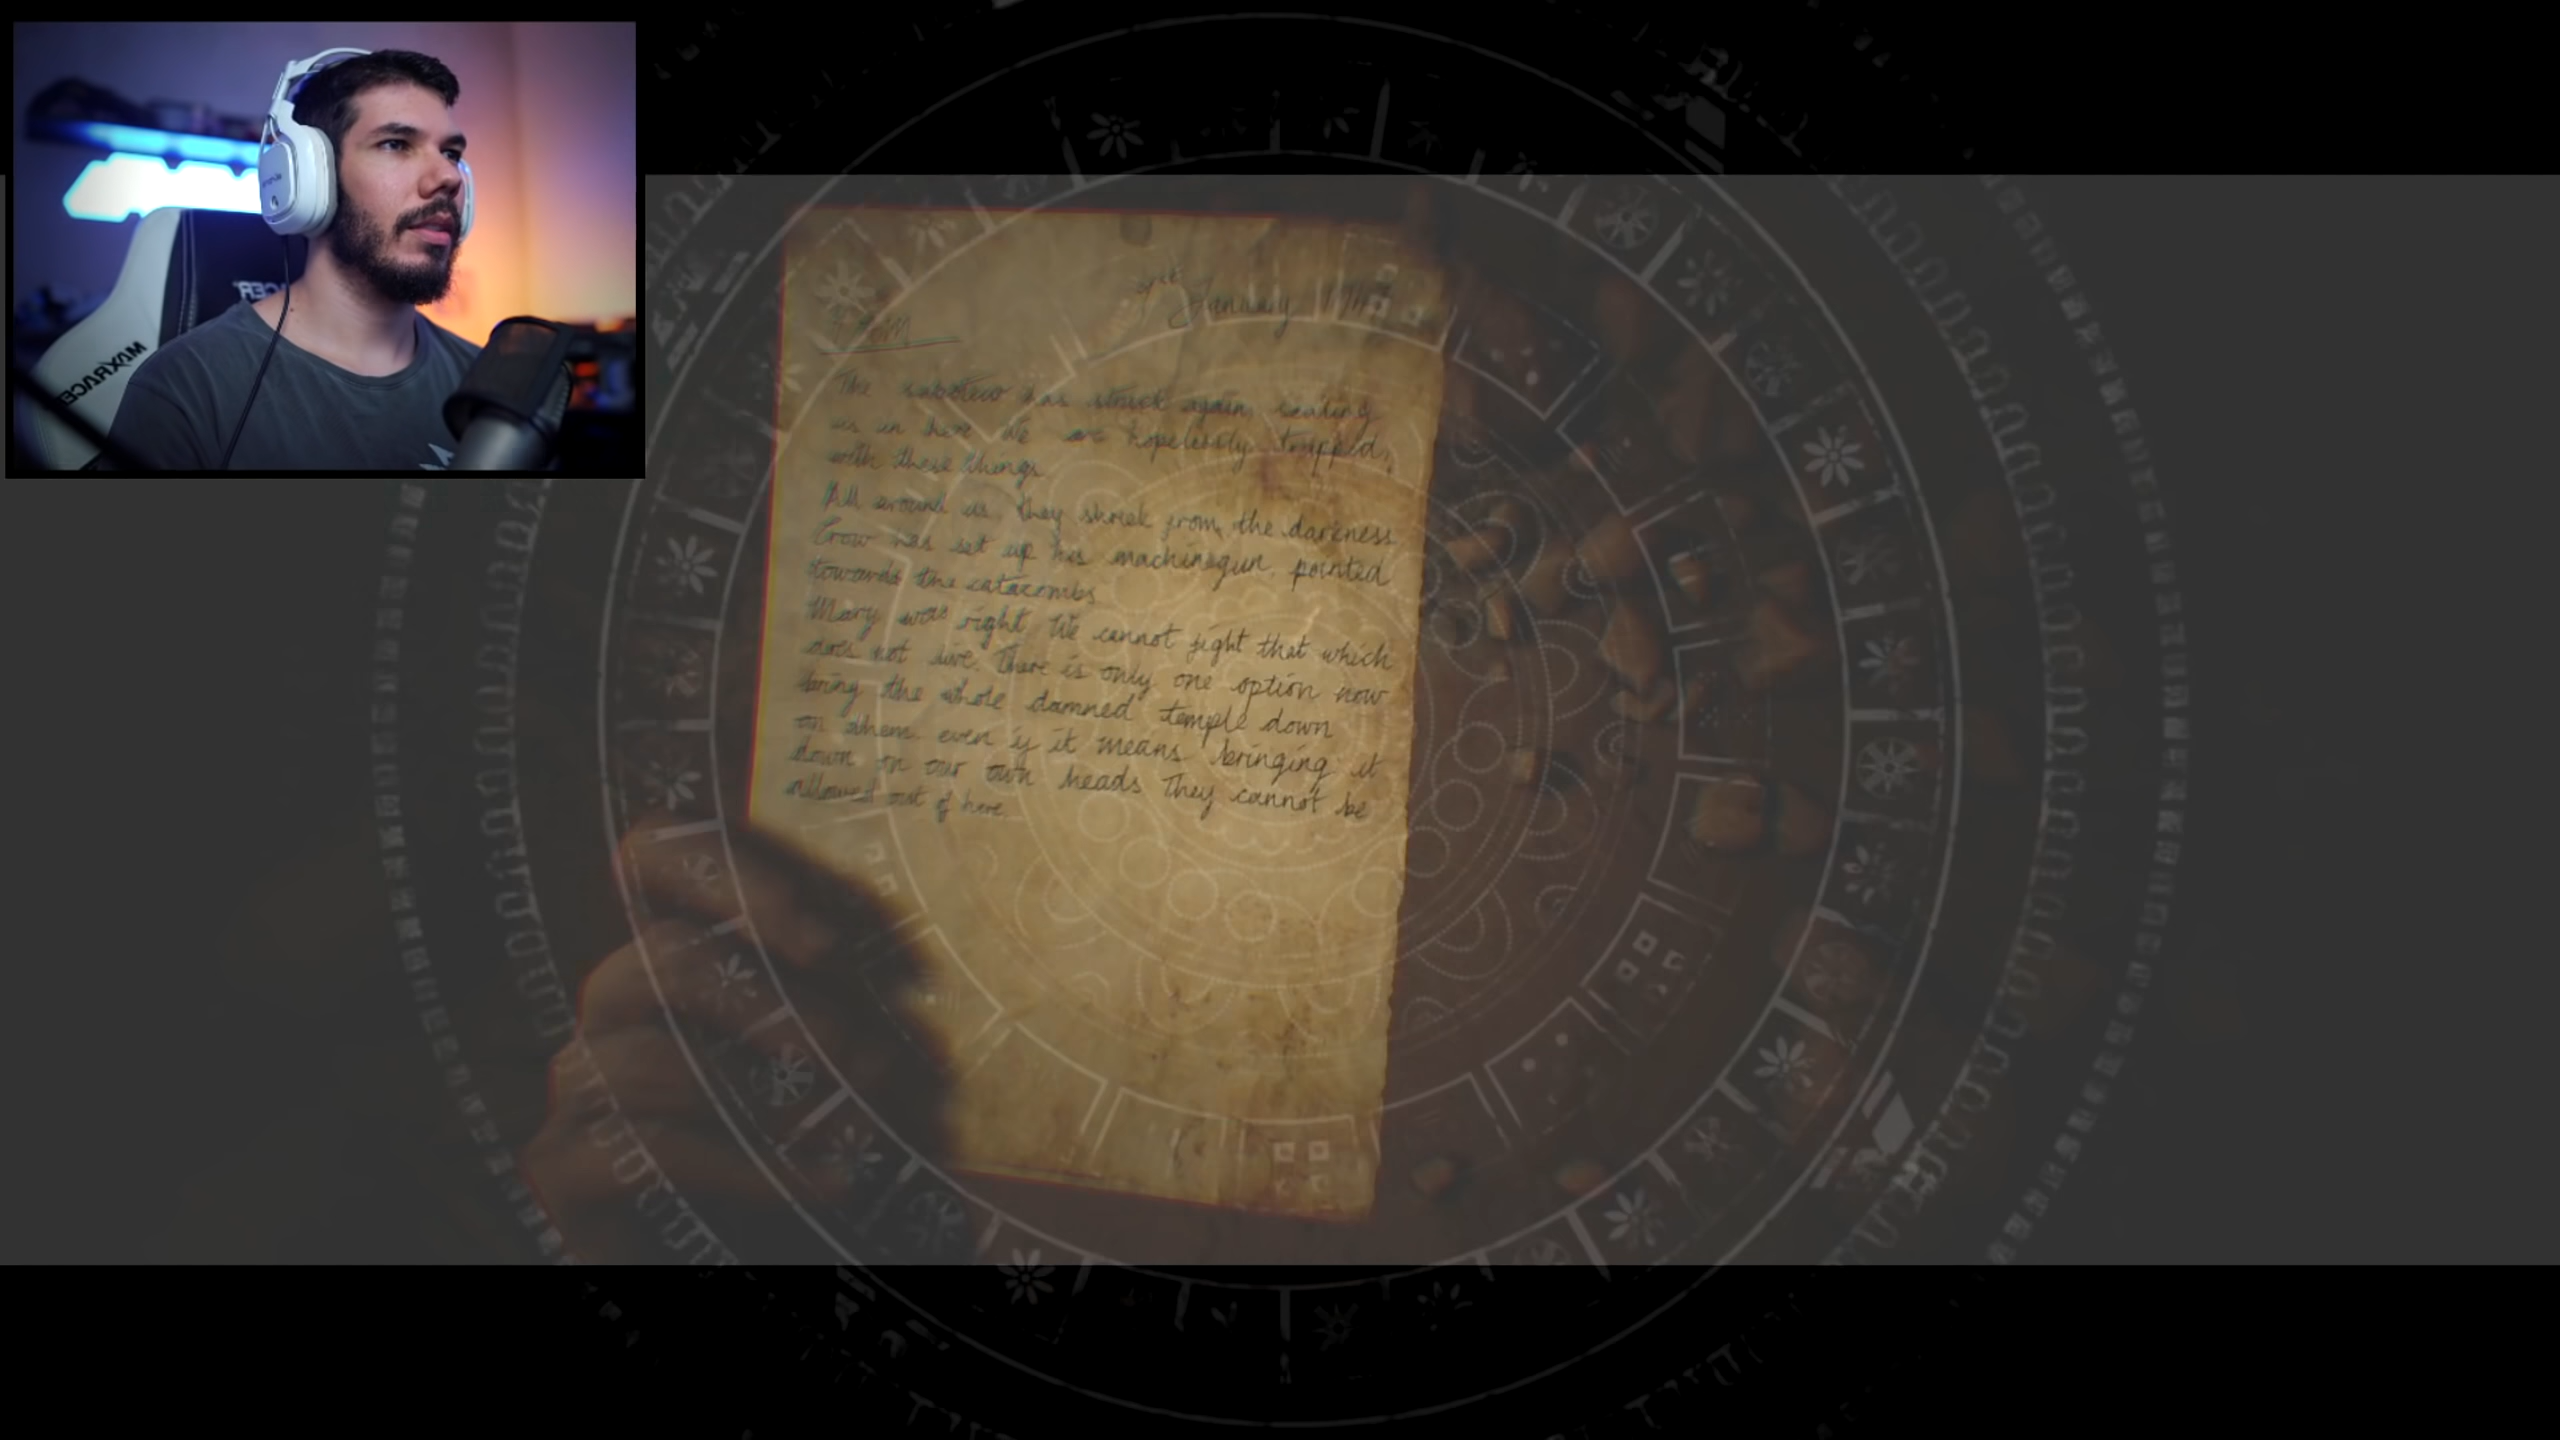 MAXRACER
January
The saboteur has struck again, sealing
us in here. We are hopelessly trapped,
with these things.
All around us, they shriek from the darkness
Crow has set up his machinegun, pointed
towards the catacombs
Mary was right. We cannot fight that which
does not live. There is only one option now
bring the whole damned temple down
on them. even if it means bringing it
down on our own heads They cannot be
allowed out of here.